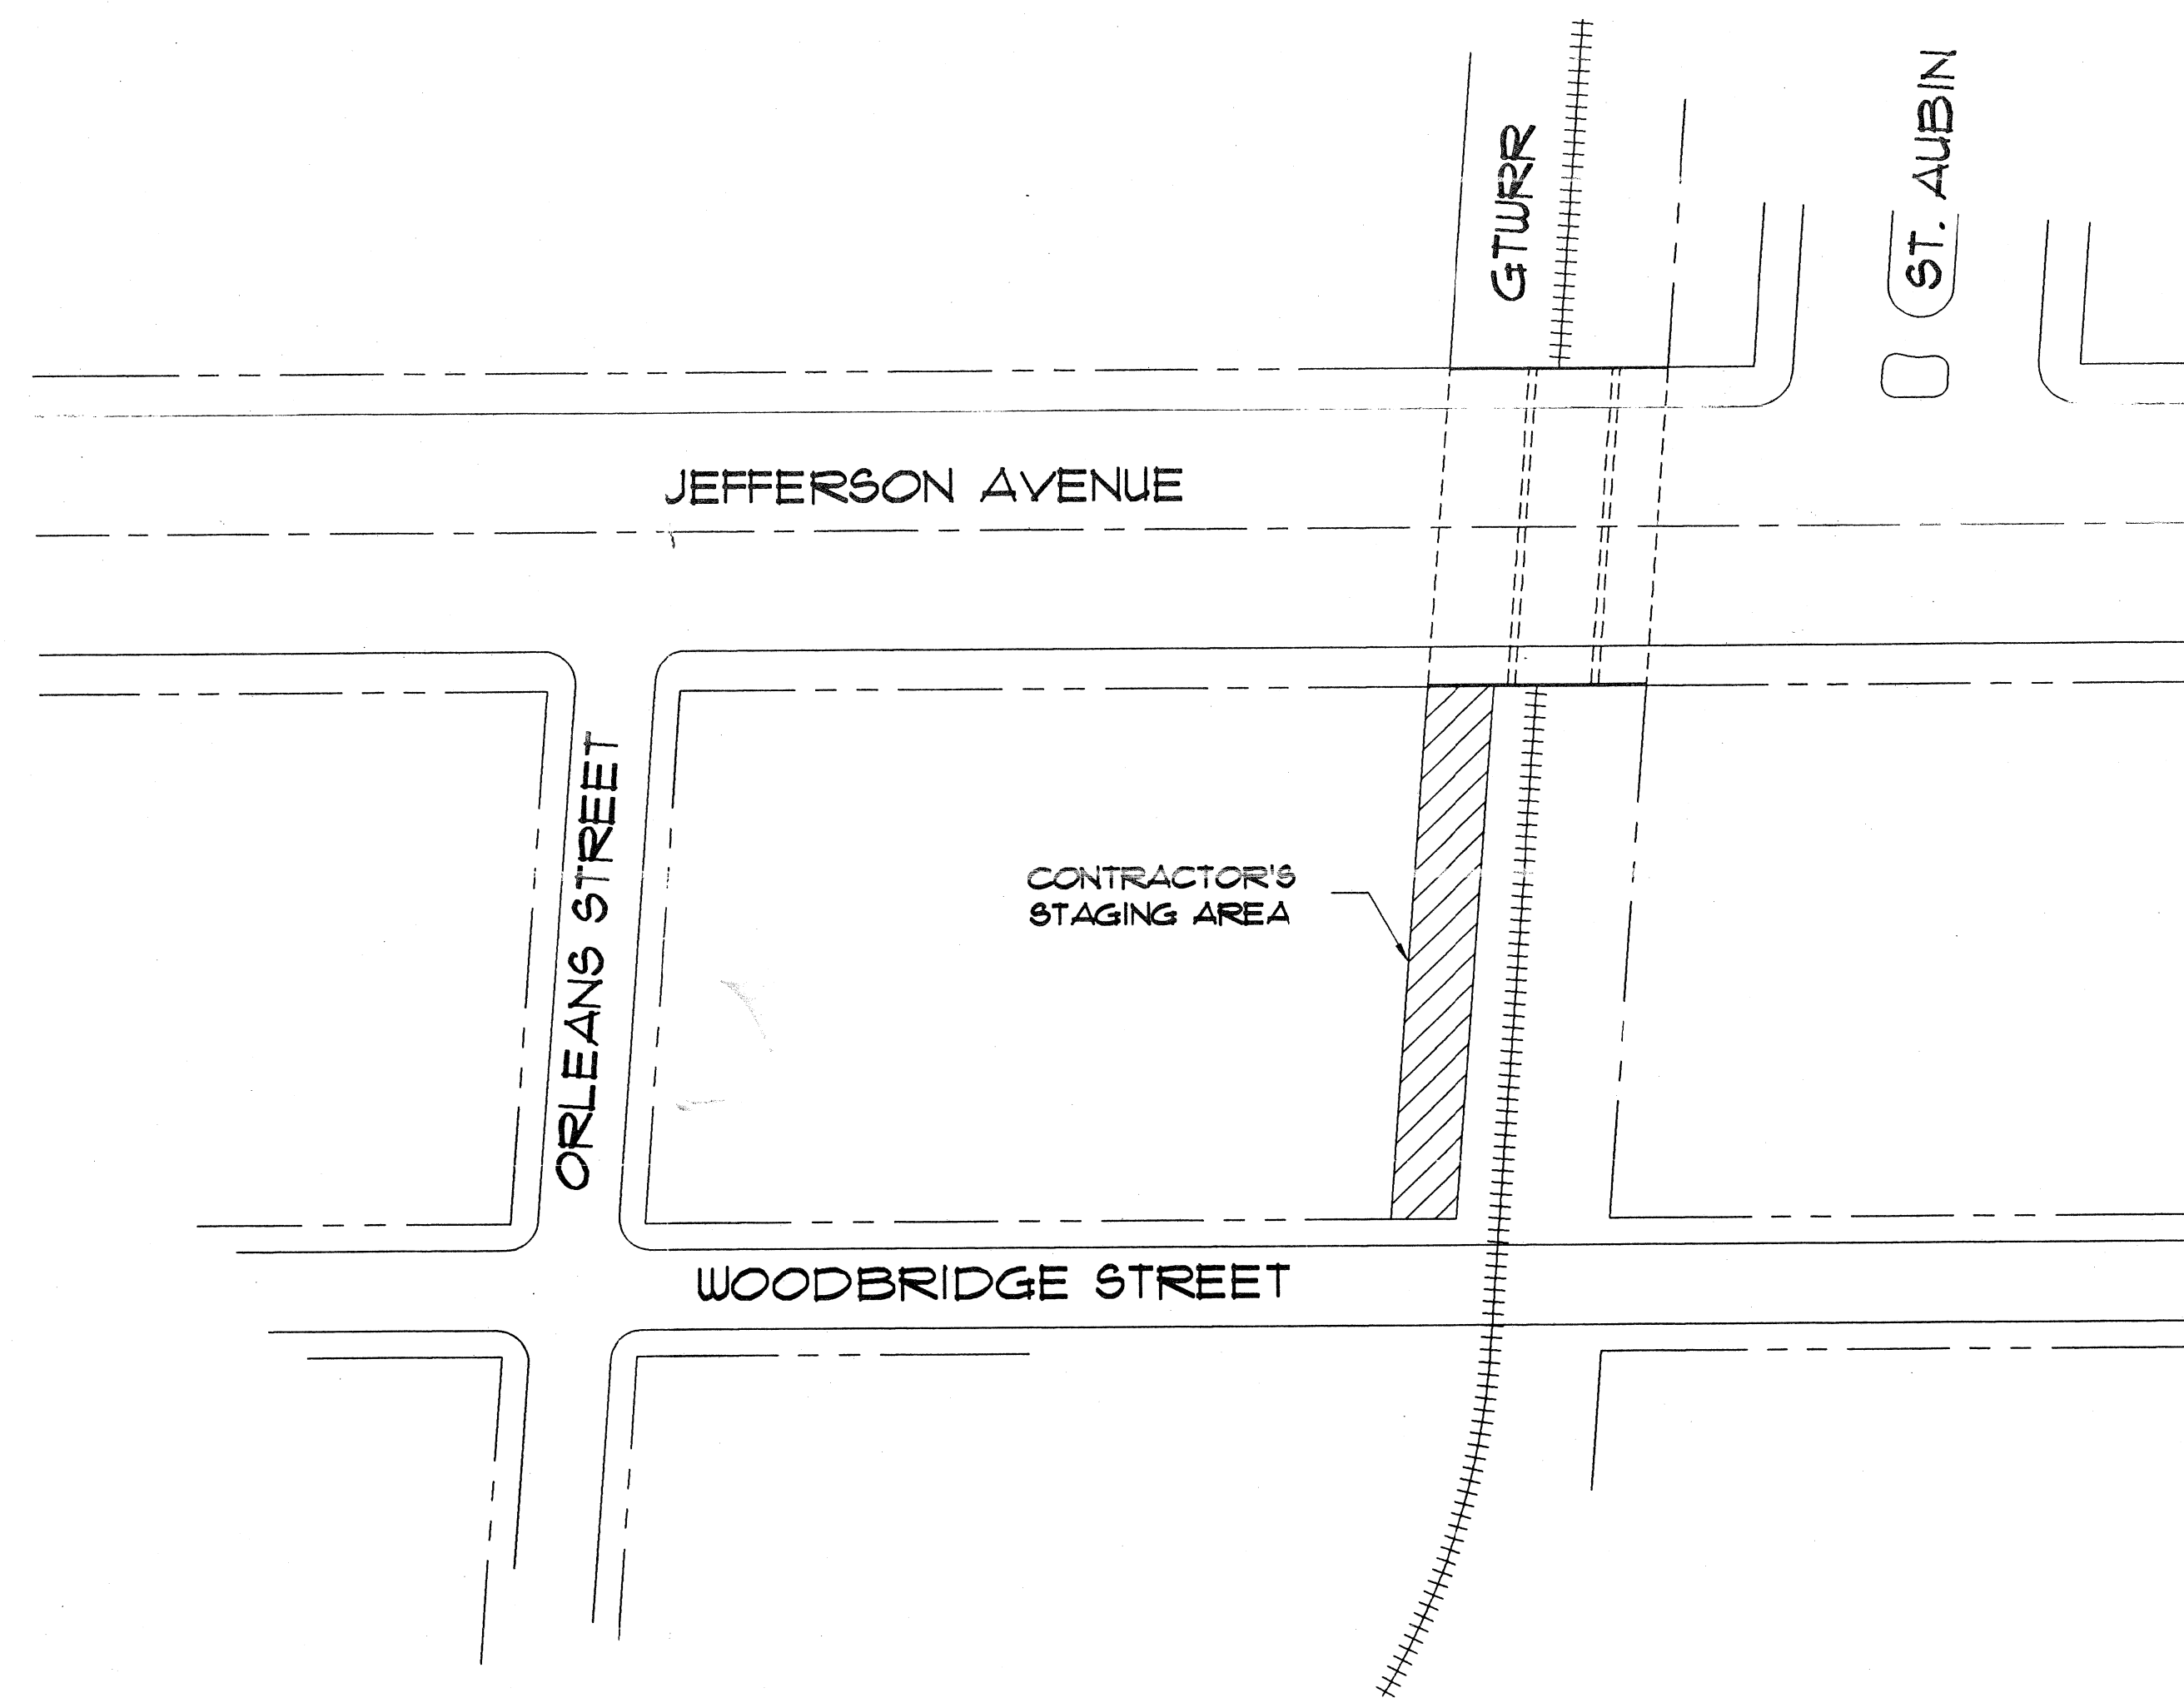 ST. AUBIN
GTWRR
JEFFERSON AVENUE
ORLEANS STREET
CONTRACTOR'S
STAGING AREA
WOODBRIDGE STREET